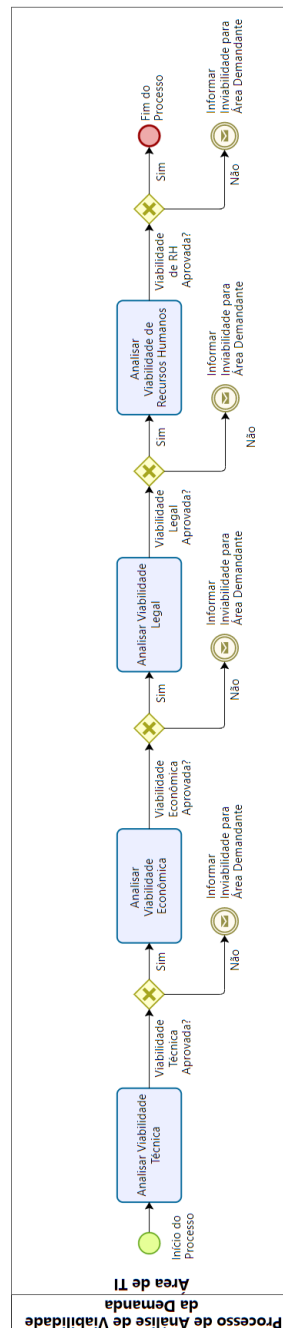 Processo de Análise de Viabilidade
da Demanda
Área de TI
Início do
Processo
Analisar Viabilidade
Técnica
Viabilidade
Técnica
Aprovada?
Sim
Não
Informar
Inviabilidade para
Área Demandante
Analisar
Viabilidade
Econômica
Viabilidade
Econômica
Aprovada?
Sim
Não
Informar
Inviabilidade para
Área Demandante
Analisar Viabilidade
Legal
Viabilidade
Legal
Aprovada?
Sim
Não
Informar
Inviabilidade para
Área Demandante
Analisar
Viabilidade de
Recursos Humanos
Viabilidade
de RH
Aprovada?
Sim
Não
Informar
Inviabilidade para
Área Demandante
Fim do
Processo